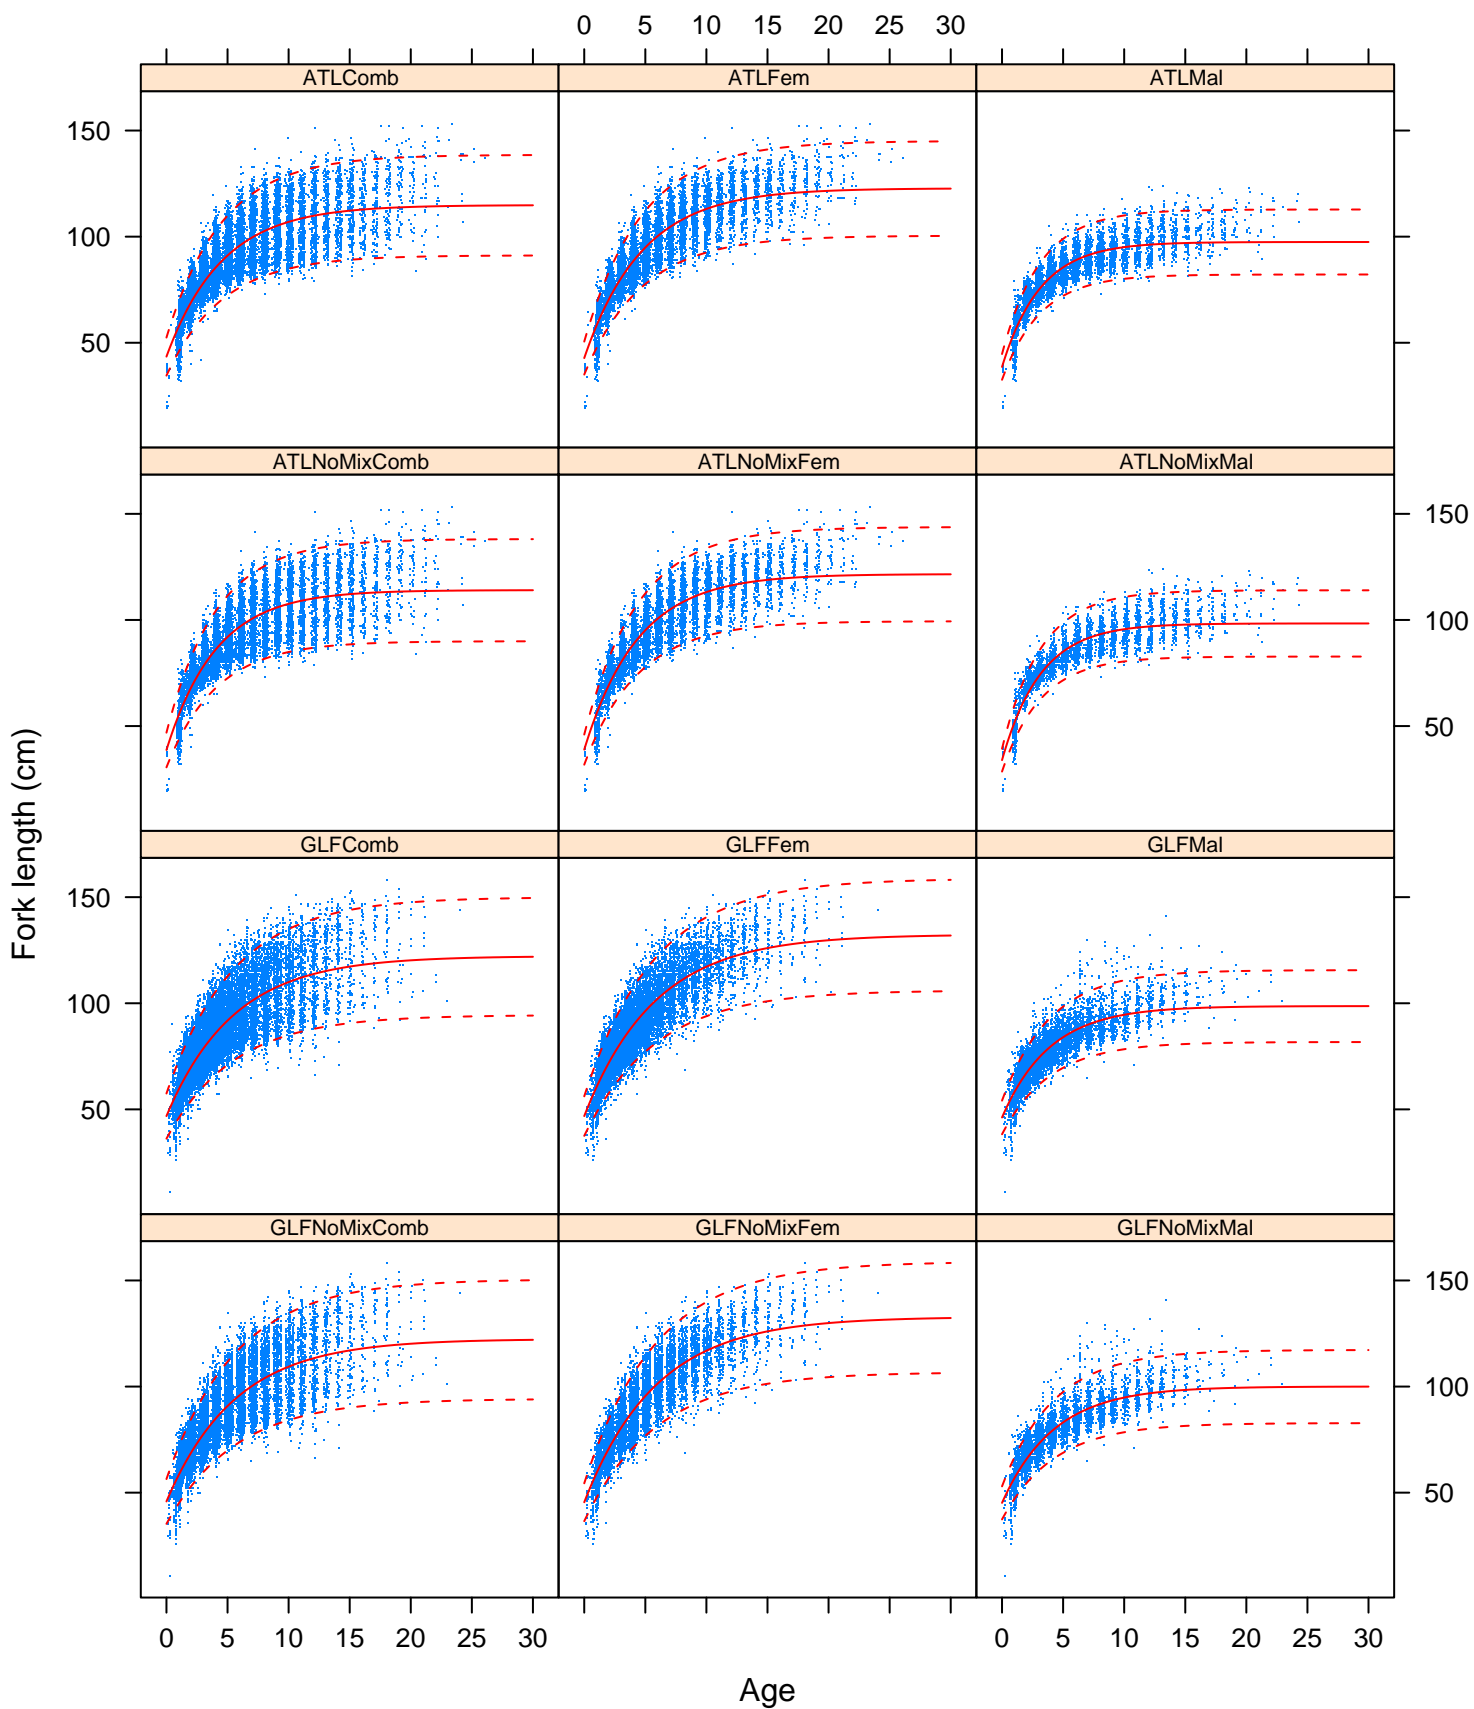 0 5 10 15 20 25 30
ATLComb ATLFem ATLMal
150
100
50
ATLNoMixComb ATLNoMixFem ATLNoMixMal
150
100
50
Fork length (cm)
GLFComb GLFFem GLFMal
150
100
50
GLFNoMixComb GLFNoMixFem GLFNoMixMal
150
100
50
0 5 10 15 20 25 30 0 5 10 15 20 25 30
Age